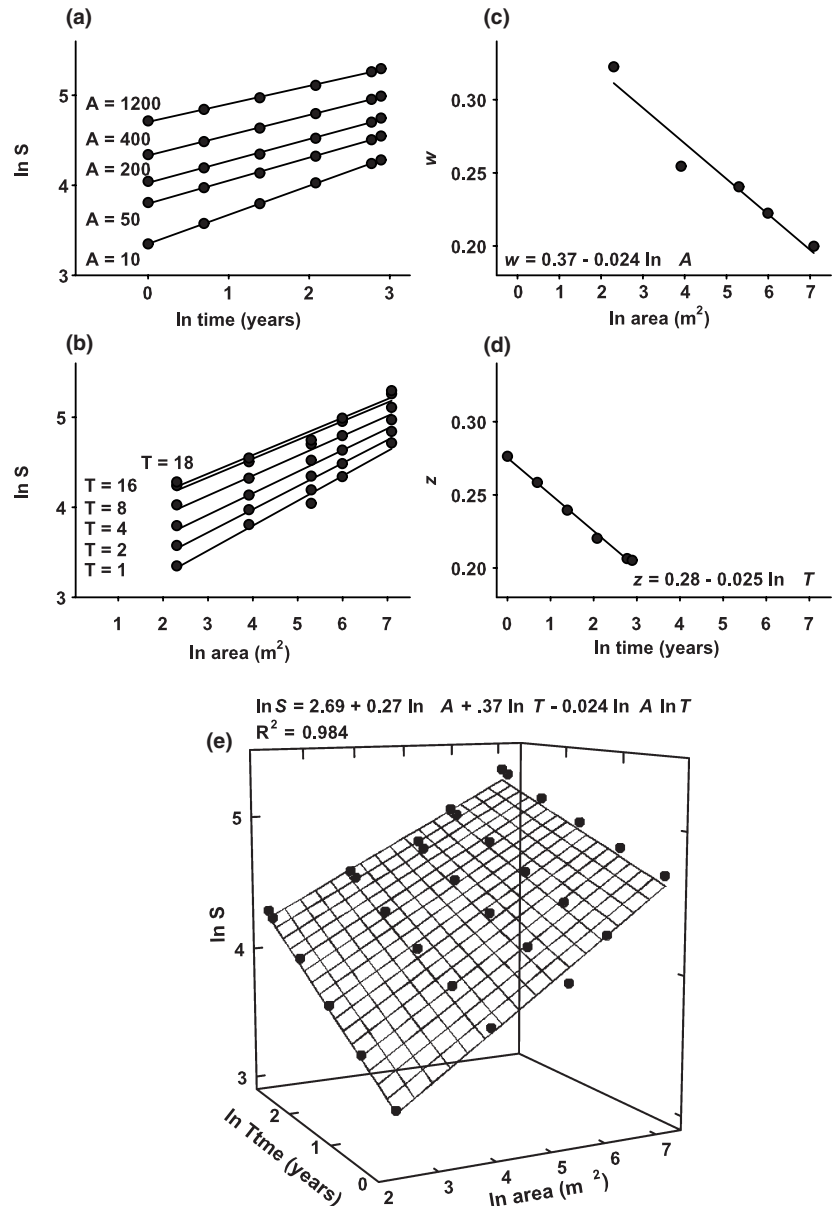 (a)
5
4
3
ln S
A = 1200
A = 400
A = 200
A = 50
A = 10
0 1 2 3
ln time (years)
(c)
0.30
0.25
0.20
w
w = 0.37 - 0.024 ln A
0 1 2 3 4 5 6 7
ln area (m²)
(b)
5
4
3
ln S
T = 18
T = 16
T = 8
T = 4
T = 2
T = 1
1 2 3 4 5 6 7
ln area (m²)
(d)
0.30
0.25
0.20
z
z = 0.28 - 0.025 ln T
0 1 2 3 4 5 6 7
ln time (years)
ln S = 2.69 + 0.27 ln A + .37 ln T - 0.024 ln A ln T
R² = 0.984
(e)
5
4
3
ln S
2
1
0
ln Ttme (years)
2 3 4 5 6 7
ln area (m²)